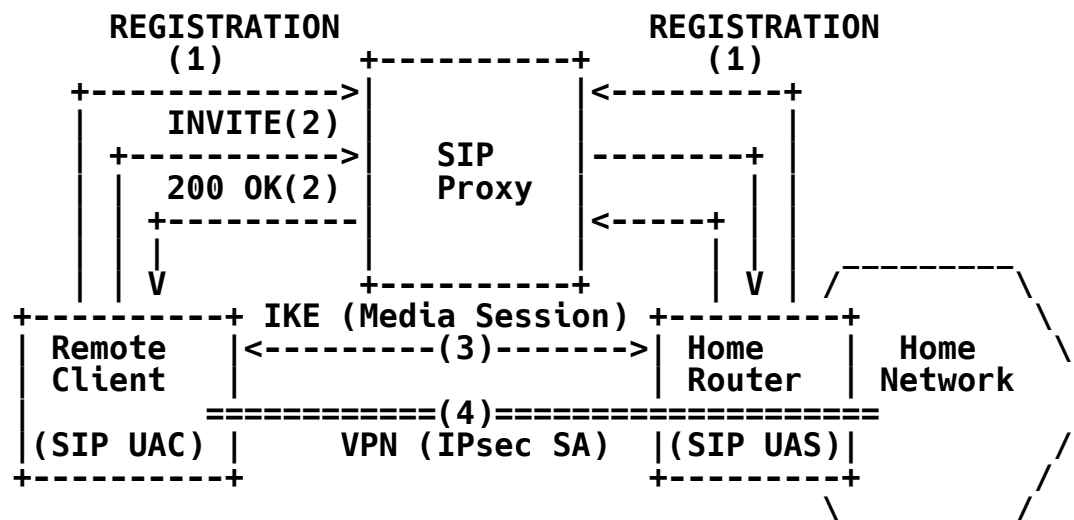 REGISTRATION REGISTRATION
(1) (1)
INVITE(2)
SIP
200 OK(2) Proxy
IKE (Media Session)
Remote (3) Home Home
Client Router Network
(4)
(SIP UAC) VPN (IPsec SA) (SIP UAS)